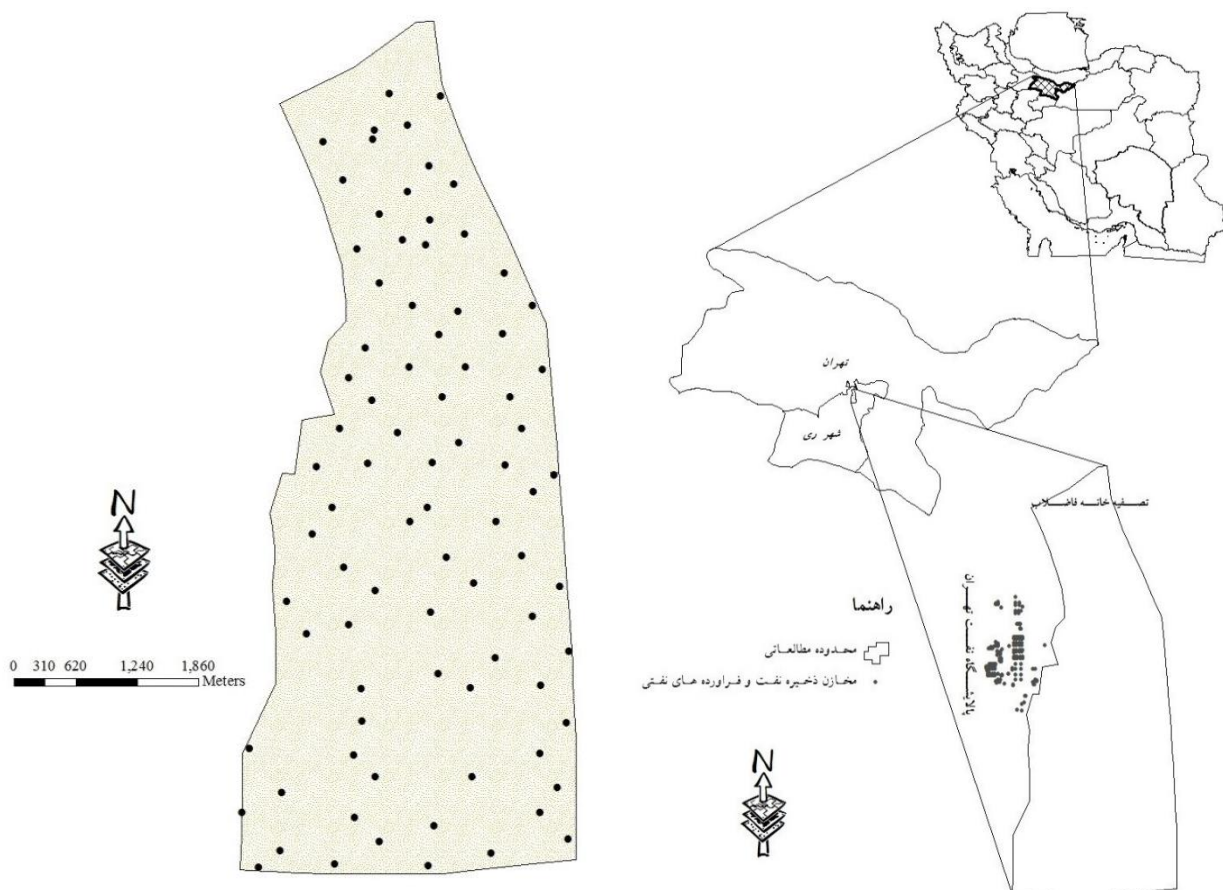 N
0 310 620 1,240 1,860
Meters
تهران
شهر ری
تصفیه خانه فاضلاب
پالایشگاه نفت تهران
راهنما
محدوده مطالعاتی
مخازن ذخیره نفت و فراورده های نفتی
N